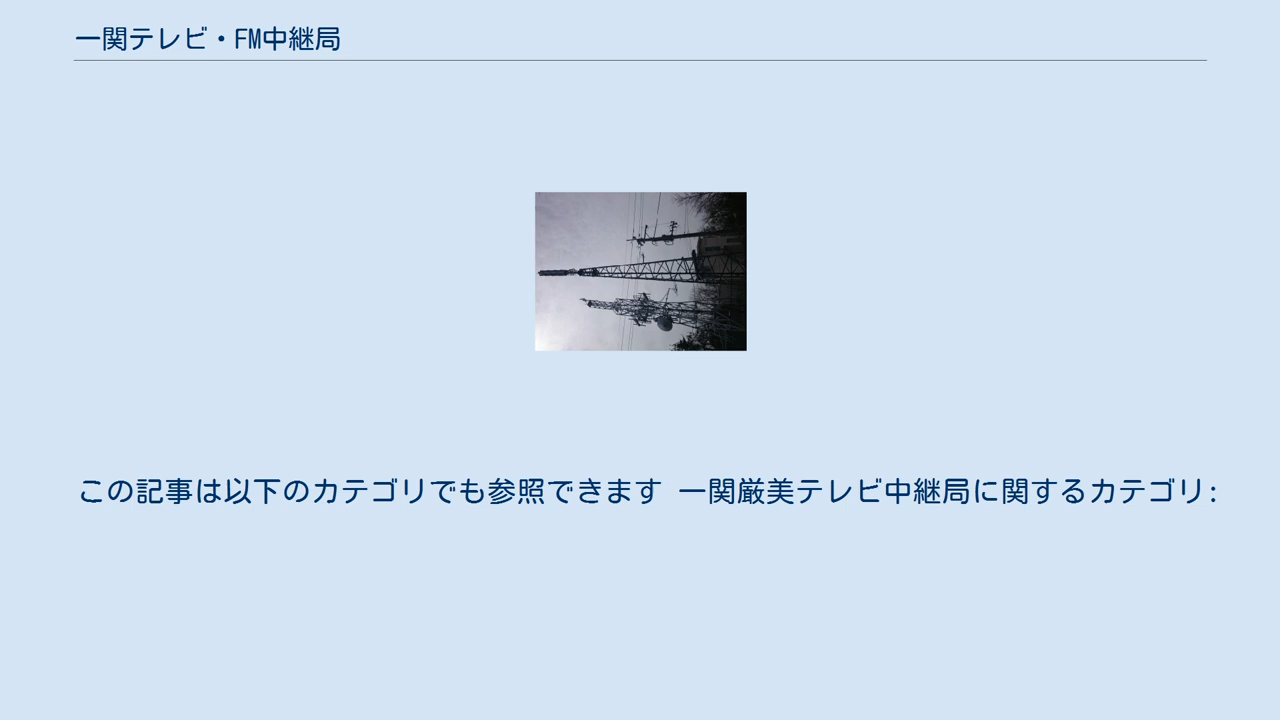 一関テレビ・FM中継局
この記事は以下のカテゴリでも参照できます 一関厳美テレビ中継局に関するカテゴリ: